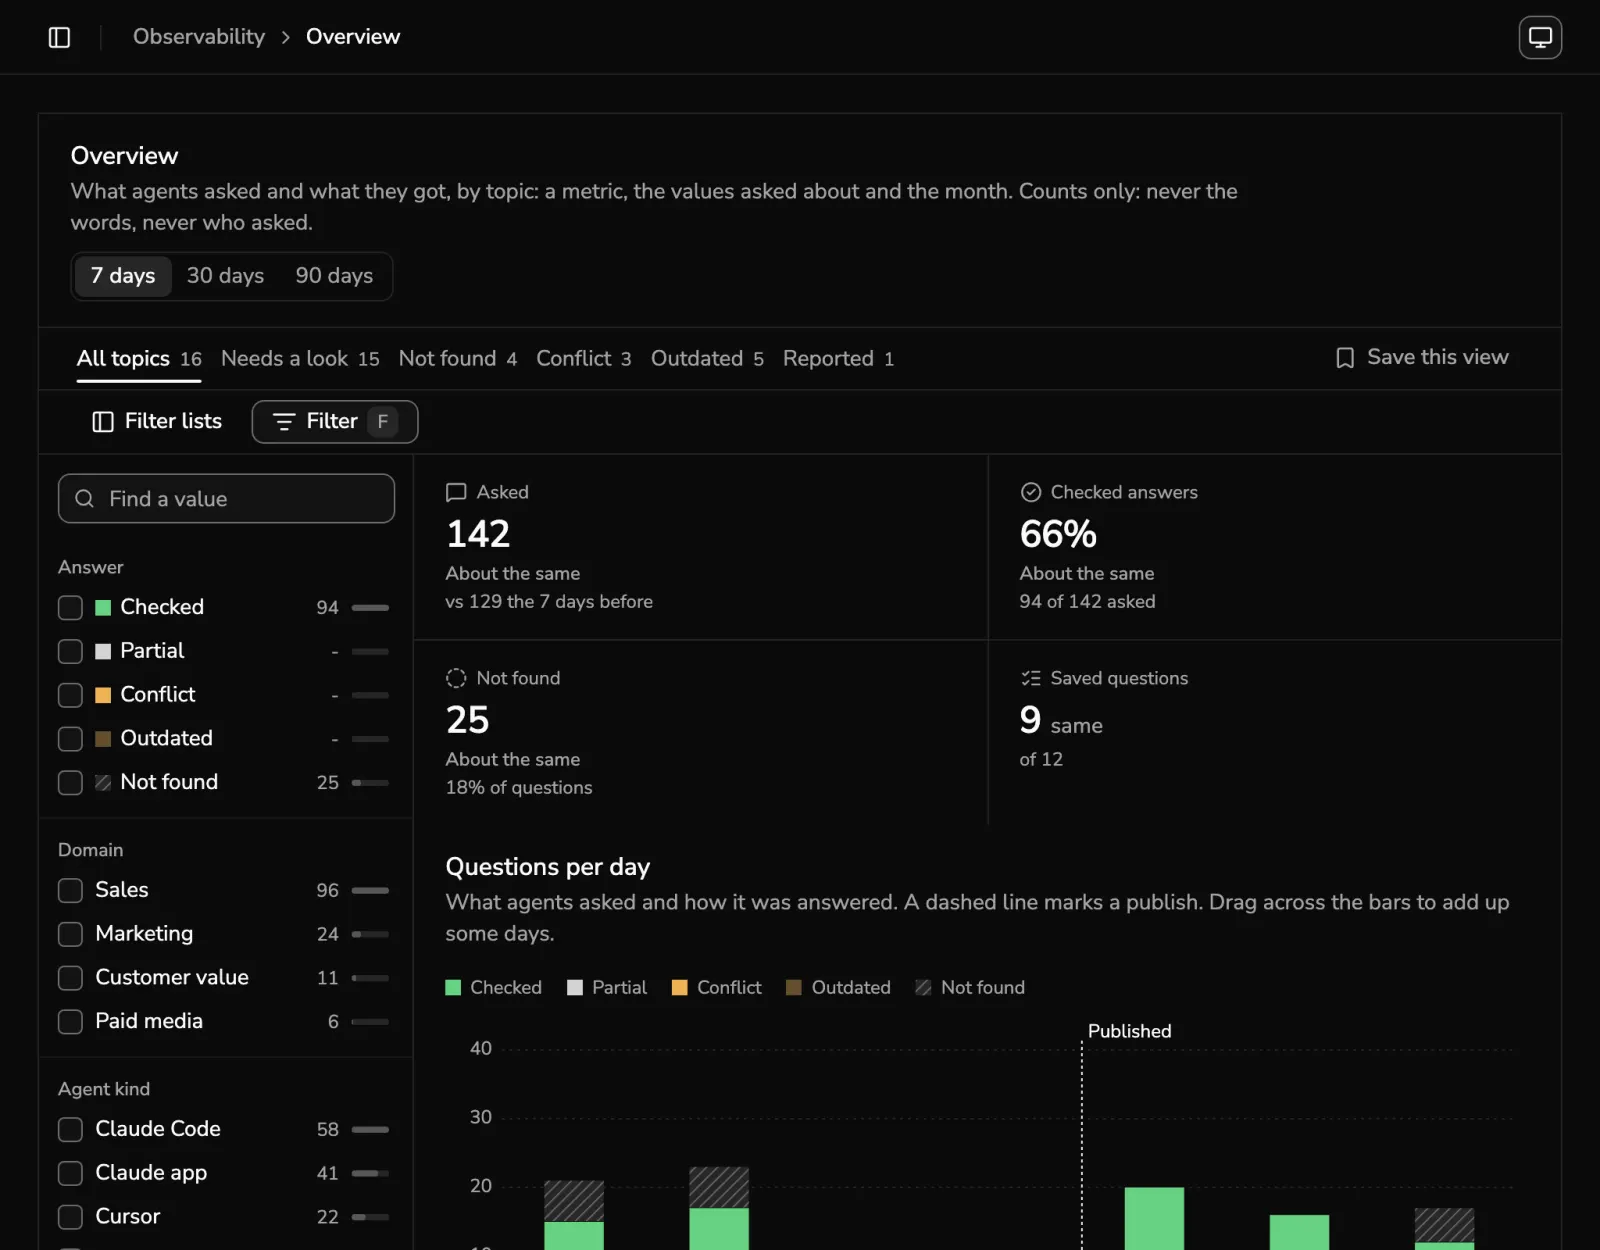 Observability > Overview
Overview
What agents asked and what they got, by topic: a metric, the values asked about and the month. Counts only: never the
words, never who asked.
7 days 30 days 90 days
All topics 16 Needs a look 15 Not found 4 Conflict 3 Outdated 5 Reported 1
Save this view
Filter lists
Filter F
Find a value
Answer
Checked 94
Partial -
Conflict -
Outdated -
Not found 25
Domain
Sales 96
Marketing 24
Customer value 11
Paid media 6
Agent kind
Claude Code 58
Claude app 41
Cursor 22
Asked
142
About the same
vs 129 the 7 days before
Checked answers
66%
About the same
94 of 142 asked
Not found
25
About the same
18% of questions
Saved questions
9 same
of 12
Questions per day
What agents asked and how it was answered. A dashed line marks a publish. Drag across the bars to add up
some days.
Checked Partial Conflict Outdated Not found
Published
40
30
20